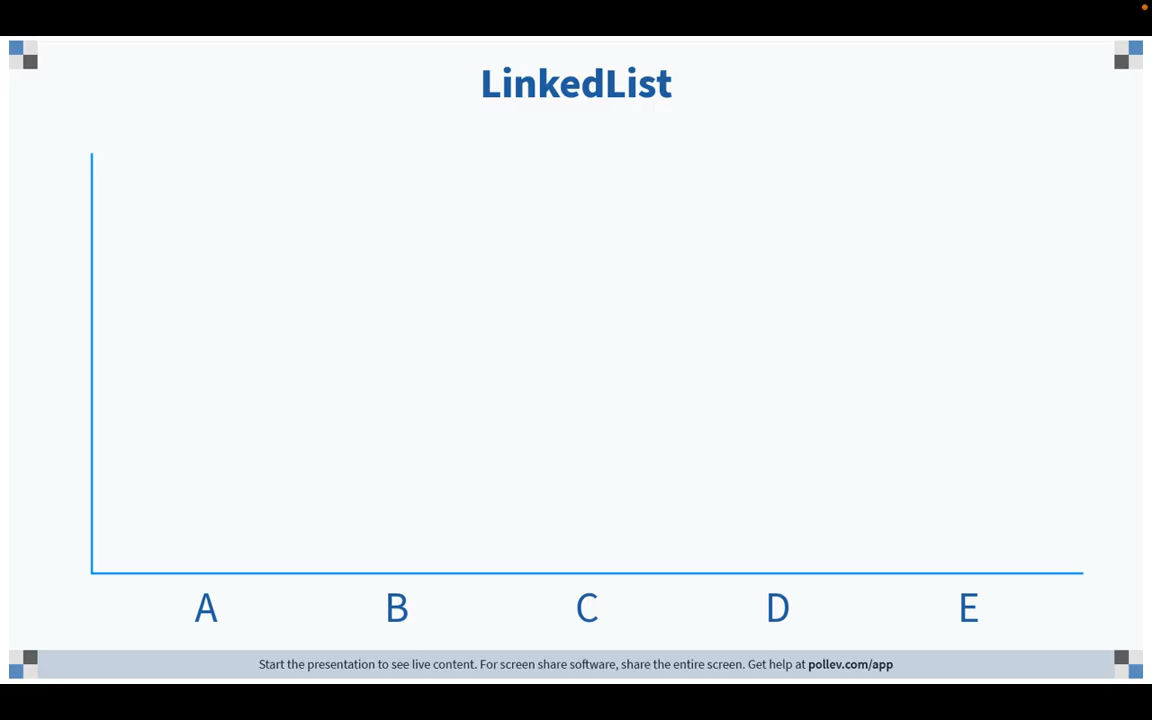 LinkedList
A B C D E
Start the presentation to see live content. For screen share software, share the entire screen. Get help at pollev.com/app